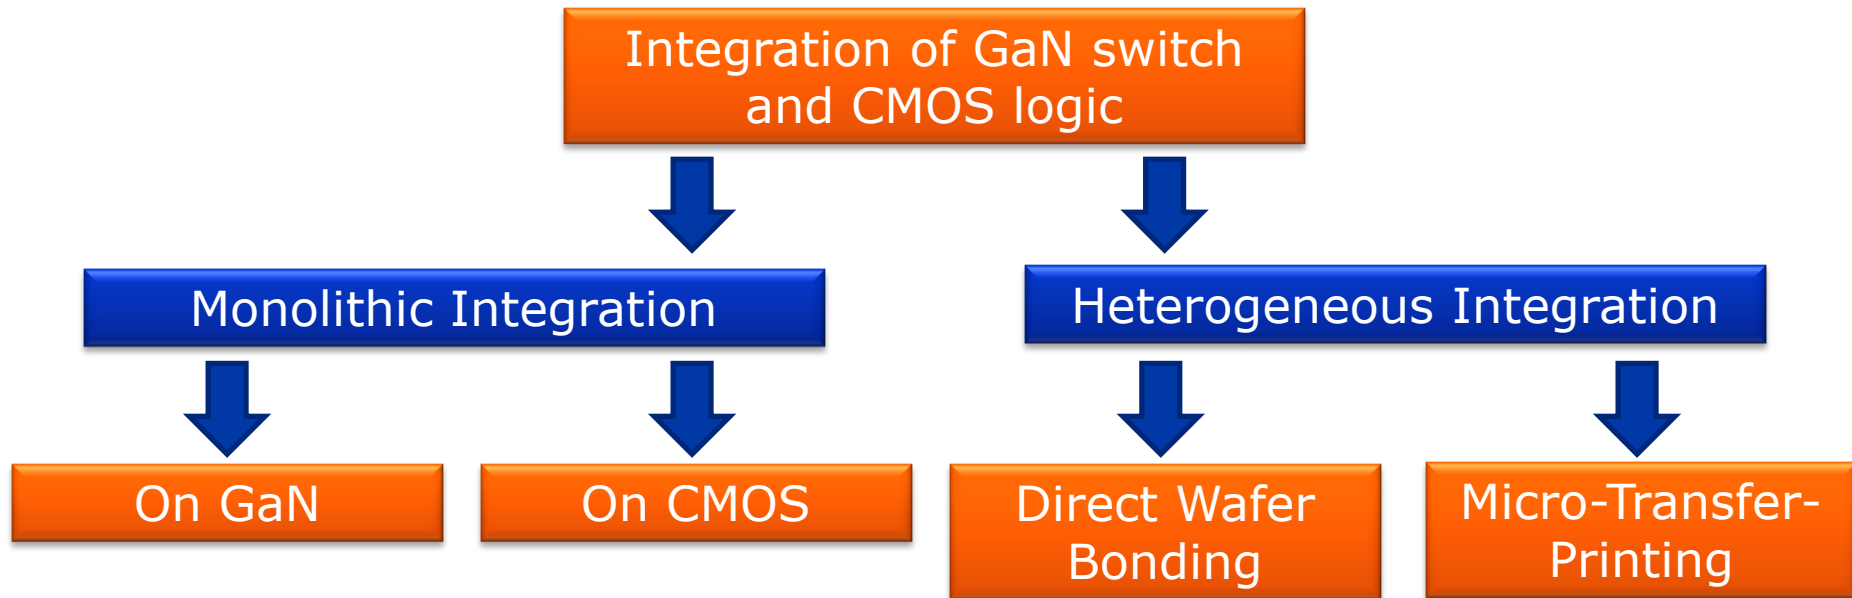 Integration of GaN switch
and CMOS logic
Monolithic Integration
Heterogeneous Integration
On GaN
On CMOS
Direct Wafer
Bonding
Micro-Transfer-
Printing